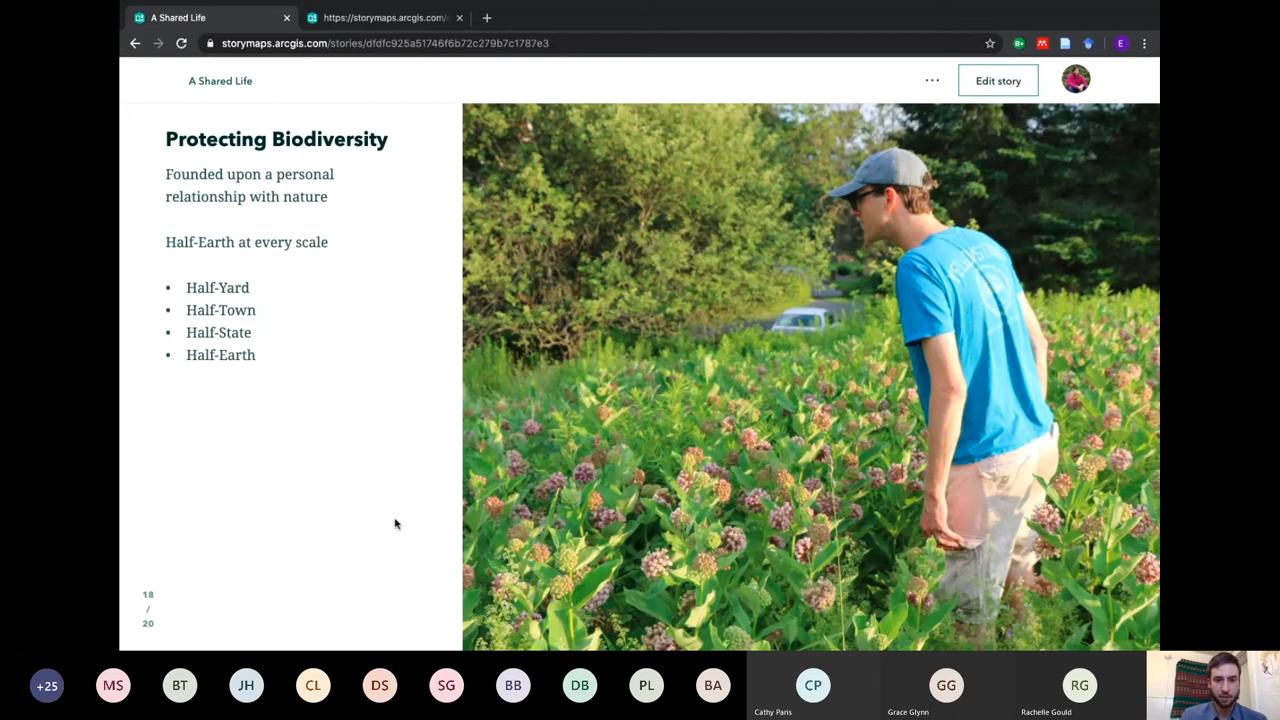 A Shared Life
https://storymaps.arcgis.com/
storymaps.arcgis.com/stories/dfdfc925a51746f6b72c279b7c1787e3
B+
E
A Shared Life
Edit story
Protecting Biodiversity
Founded upon a personal
relationship with nature
Half-Earth at every scale
• Half-Yard
• Half-Town
• Half-State
• Half-Earth
18
/
20
+25
MS
BT
JH
CL
DS
SG
BB
DB
PL
BA
CP
GG
RG
Cathy Paris
Grace Glynn
Rachelle Gould